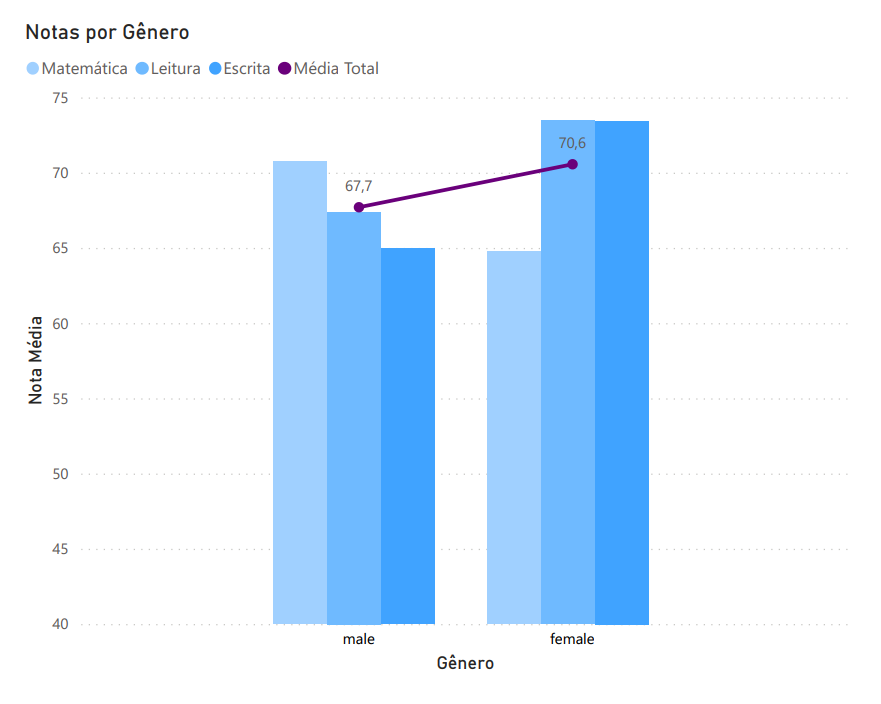 Notas por Gênero
Matemática Leitura Escrita Média Total
75
70
65
60
55
50
45
40
Nota Média
67,7
70,6
male female
Gênero